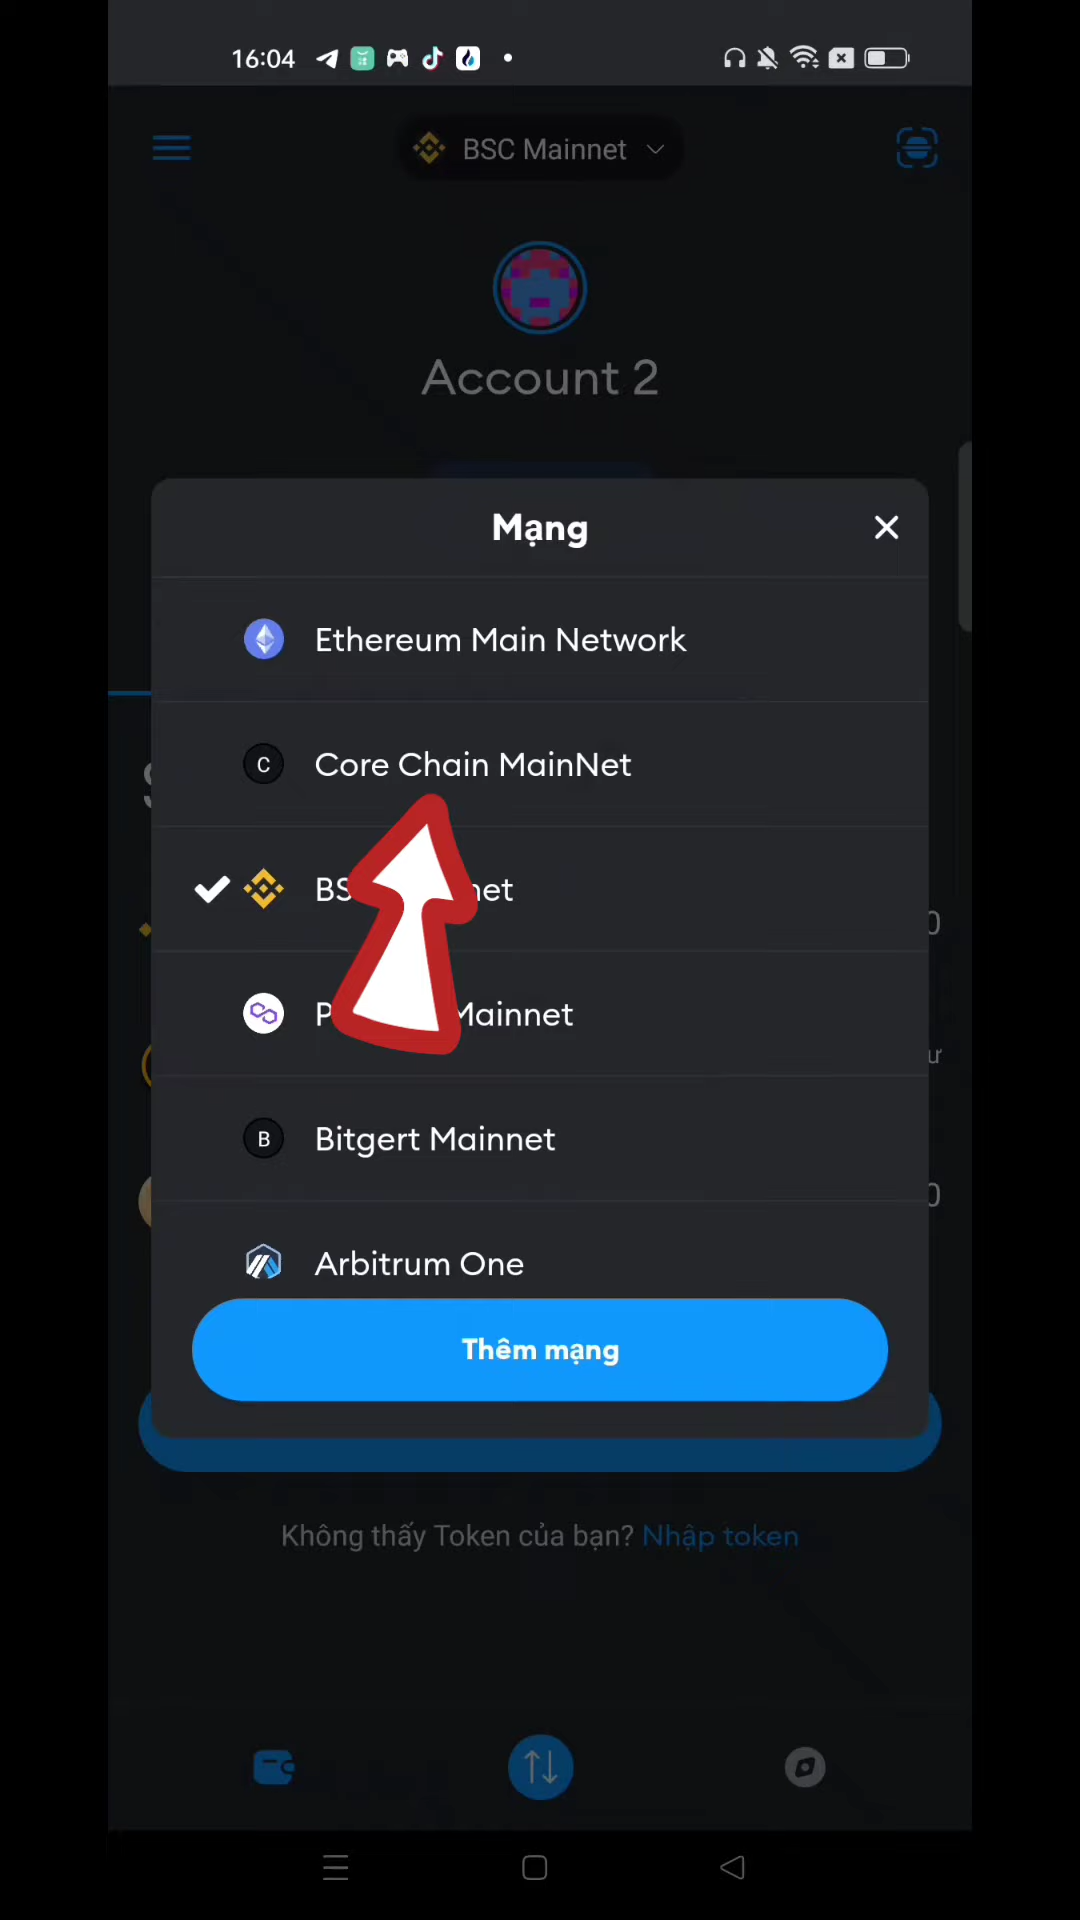 16:04
BSC Mainnet
Account 2
Mạng
Ethereum Main Network
C
Core Chain MainNet
Mainnet
B
Bitgert Mainnet
Arbitrum One
Thêm mạng
Không thấy Token của bạn? Nhập token